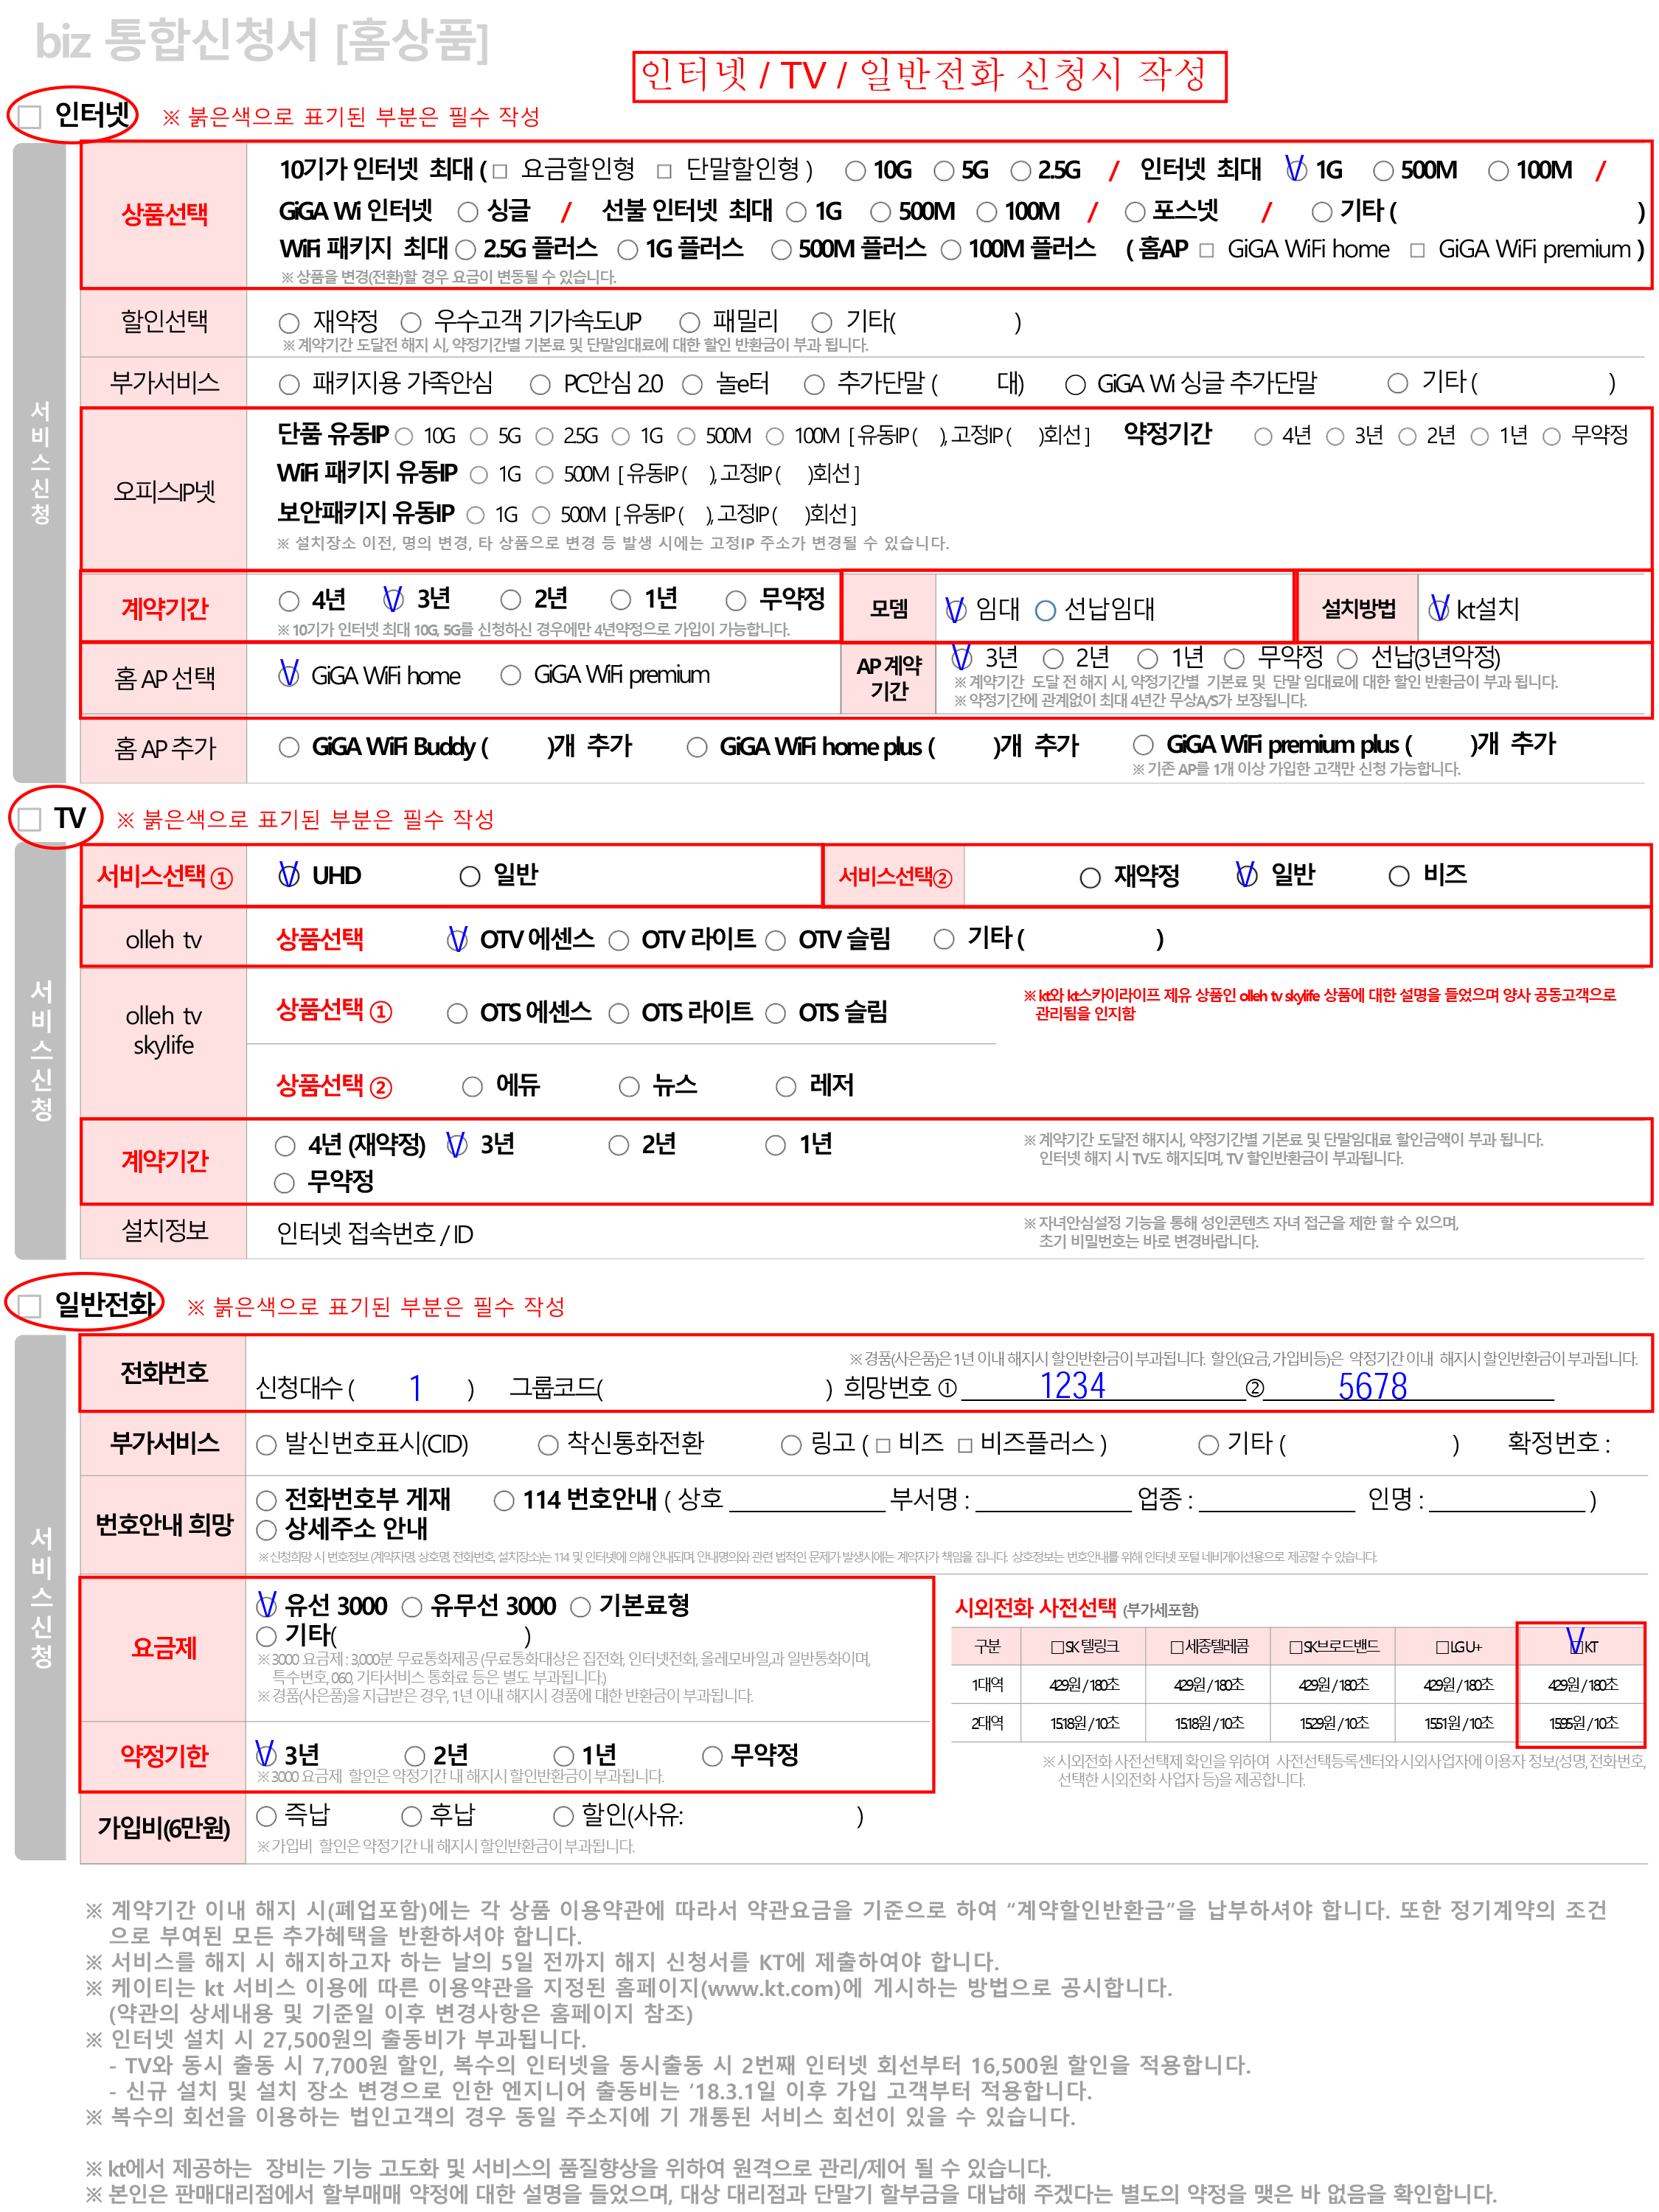 biz 통합신청서 [홈상품]
인터넷 / TV / 일반전화 신청시 작성
□ 인터넷 ※ 붉은색으로 표기된 부분은 필수 작성
서비스신청
상품선택
10기가 인터넷 최대 ( □ 요금할인형 □ 단말할인형 ) ○ 10G ○ 5G ○ 2.5G / 인터넷 최대 V 1G ○ 500M ○ 100M /
GiGA Wi 인터넷 ○ 싱글 / 선불 인터넷 최대 ○ 1G ○ 500M ○ 100M / ○ 포스넷 / ○ 기타 ( )
WiFi 패키지 최대 ○ 2.5G 플러스 ○ 1G 플러스 ○ 500M 플러스 ○ 100M 플러스 ( 홈AP □ GiGA WiFi home □ GiGA WiFi premium )
※ 상품을 변경(전환)할 경우 요금이 변동될 수 있습니다.
할인선택 ○ 재약정 ○ 우수고객 기가속도UP ○ 패밀리 ○ 기타( )
※ 계약기간 도달전 해지 시, 약정기간별 기본료 및 단말임대료에 대한 할인 반환금이 부과 됩니다.
부가서비스 ○ 패키지용 가족안심 ○ PC안심 2.0 ○ 놀e터 ○ 추가단말 ( 대) ○ GiGA Wi 싱글 추가단말 ○ 기타 ( )
오피스IP넷
단품 유동IP ○ 10G ○ 5G ○ 2.5G ○ 1G ○ 500M ○ 100M [ 유동IP ( ), 고정IP ( )회선 ] 약정기간 ○ 4년 ○ 3년 ○ 2년 ○ 1년 ○ 무약정
WiFi 패키지 유동IP ○ 1G ○ 500M [ 유동IP ( ), 고정IP ( )회선 ]
보안패키지 유동IP ○ 1G ○ 500M [ 유동IP ( ), 고정IP ( )회선 ]
※ 설치장소 이전, 명의 변경, 타 상품으로 변경 등 발생 시에는 고정IP 주소가 변경될 수 있습니다.
계약기간 ○ 4년 V 3년 ○ 2년 ○ 1년 ○ 무약정 모뎀 V 임대 ○ 선납임대 설치방법 V kt설치
※ 10기가 인터넷 최대 10G, 5G를 신청하신 경우에만 4년약정으로 가입이 가능합니다.
홈 AP 선택 V GiGA WiFi home ○ GiGA WiFi premium AP 계약 기간 V 3년 ○ 2년 ○ 1년 ○ 무약정 ○ 선납(3년약정)
※ 계약기간 도달 전 해지 시, 약정기간별 기본료 및 단말 임대료에 대한 할인 반환금이 부과 됩니다.
※ 약정기간에 관계없이 최대 4년간 무상A/S가 보장됩니다.
홈 AP 추가 ○ GiGA WiFi Buddy ( )개 추가 ○ GiGA WiFi home plus ( )개 추가 ○ GiGA WiFi premium plus ( )개 추가
※ 기존 AP를 1개 이상 가입한 고객만 신청 가능합니다.
□ TV ※ 붉은색으로 표기된 부분은 필수 작성
서비스신청
서비스선택 ① V UHD ○ 일반 서비스선택② ○ 재약정 V 일반 ○ 비즈
olleh tv 상품선택 V OTV 에센스 ○ OTV 라이트 ○ OTV 슬림 ○ 기타 ( )
olleh tv skylife
상품선택 ① ○ OTS 에센스 ○ OTS 라이트 ○ OTS 슬림
※ kt와 kt스카이라이프 제유 상품인 olleh tv skylife 상품에 대한 설명을 들었으며 양사 공동고객으로
관리됨을 인지함
상품선택 ② ○ 에듀 ○ 뉴스 ○ 레저
계약기간 ○ 4년 (재약정) V 3년 ○ 2년 ○ 1년
○ 무약정
※ 계약기간 도달전 해지시, 약정기간별 기본료 및 단말임대료 할인금액이 부과 됩니다.
인터넷 해지 시 TV도 해지되며, TV 할인반환금이 부과됩니다.
설치정보 인터넷 접속번호 / ID
※ 자녀안심설정 기능을 통해 성인콘텐츠 자녀 접근을 제한 할 수 있으며,
초기 비밀번호는 바로 변경바랍니다.
□ 일반전화 ※ 붉은색으로 표기된 부분은 필수 작성
서비스신청
전화번호
※ 경품(사은품)은 1년 이내 해지시 할인반환금이 부과됩니다. 할인(요금,가입비등)은 약정기간 이내 해지시 할인반환금이 부과됩니다.
신청대수 ( 1 ) 그룹코드( ) 희망번호 ① 1234 ② 5678
부가서비스 ○ 발신번호표시(CID) ○ 착신통화전환 ○ 링고 ( □ 비즈 □ 비즈플러스 ) ○ 기타 ( ) 확정번호 :
번호안내 희망
○ 전화번호부 게재 ○ 114 번호안내 ( 상호 ____ 부서명 : ____ 업종 : ____ 인명 : ____ )
○ 상세주소 안내
※ 신청희망 시 번호정보 (계약자명, 상호명, 전화번호, 설치장소)는 114 및 인터넷에 의해 안내되며, 안내명의와 관련 법적인 문제가 발생시에는 계약자가 책임을 집니다. 상호정보는 번호안내를 위해 인터넷 포털 네비게이션용으로 제공할 수 있습니다.
요금제
V 유선 3000 ○ 유무선 3000 ○ 기본료형
○ 기타( )
※ 3000 요금제 : 3,000분 무료통화제공 (무료통화대상은 집전화, 인터넷전화, 올레모바일,과 일반통화이며,
특수번호, 060, 기타서비스 통화료 등은 별도 부과됩니다.)
※ 경품(사은품)을 지급받은 경우, 1년 이내 해지시 경품에 대한 반환금이 부과됩니다.
약정기한 V 3년 ○ 2년 ○ 1년 ○ 무약정
※ 3000 요금제 할인은 약정기간 내 해지시 할인반환금이 부과됩니다.
시외전화 사전선택 (부가세포함)
구분 □SK 텔링크 □세종텔레콤 □SK브로드밴드 □LG U+ V □KT
1대역 42.9원 / 180초 42.9원 / 180초 42.9원 / 180초 42.9원 / 180초 42.9원 / 180초
2대역 15.18원 / 10초 15.18원 / 10초 15.29원 / 10초 15.51원 / 10초 15.95원 / 10초
※ 시외전화 사전선택제 확인을 위하여 사전선택등록센터와 시외사업자에 이용자 정보(성명, 전화번호,
선택한 시외전화 사업자 등)을 제공합니다.
가입비(6만원) ○ 즉납 ○ 후납 ○ 할인(사유: )
※ 가입비 할인은 약정기간 내 해지시 할인반환금이 부과됩니다.
※ 계약기간 이내 해지 시(폐업포함)에는 각 상품 이용약관에 따라서 약관요금을 기준으로 하여 “계약할인반환금”을 납부하셔야 합니다. 또한 정기계약의 조건
으로 부여된 모든 추가혜택을 반환하셔야 합니다.
※ 서비스를 해지 시 해지하고자 하는 날의 5일 전까지 해지 신청서를 KT에 제출하여야 합니다.
※ 케이티는 kt 서비스 이용에 따른 이용약관을 지정된 홈페이지(www.kt.com)에 게시하는 방법으로 공시합니다.
(약관의 상세내용 및 기준일 이후 변경사항은 홈페이지 참조)
※ 인터넷 설치 시 27,500원의 출동비가 부과됩니다.
- TV와 동시 출동 시 7,700원 할인, 복수의 인터넷을 동시출동 시 2번째 인터넷 회선부터 16,500원 할인을 적용합니다.
- 신규 설치 및 설치 장소 변경으로 인한 엔지니어 출동비는 ‘18.3.1일 이후 가입 고객부터 적용합니다.
※ 복수의 회선을 이용하는 법인고객의 경우 동일 주소지에 기 개통된 서비스 회선이 있을 수 있습니다.
※ kt에서 제공하는 장비는 기능 고도화 및 서비스의 품질향상을 위하여 원격으로 관리/제어 될 수 있습니다.
※ 본인은 판매대리점에서 할부매매 약정에 대한 설명을 들었으며, 대상 대리점과 단말기 할부금을 대납해 주겠다는 별도의 약정을 맺은 바 없음을 확인합니다.